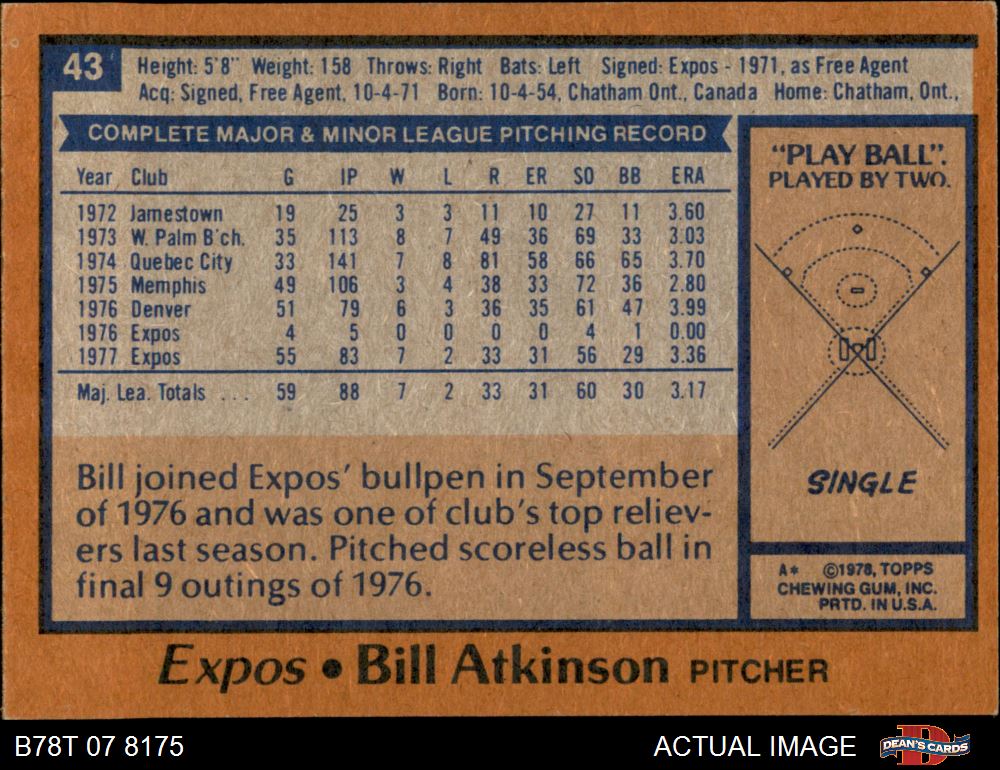 43 Height: 5'8" Weight: 158 Throws: Right Bats: Left Signed: Expos - 1971, as Free Agent
Acq: Signed, Free Agent, 10-4-71 Born: 10-4-54, Chatham Ont., Canada Home: Chatham, Ont.,
COMPLETE MAJOR & MINOR LEAGUE PITCHING RECORD
Year Club G IP W L R ER SO BB ERA
1972 Jamestown 19 25 3 3 11 10 27 11 3.60
1973 W. Palm B'ch. 35 113 8 7 49 36 69 33 3.03
1974 Quebec City 33 141 7 8 81 58 66 65 3.70
1975 Memphis 49 106 3 4 38 33 72 36 2.80
1976 Denver 51 79 6 3 36 35 61 47 3.99
1976 Expos 4 5 0 0 0 0 4 1 0.00
1977 Expos 55 83 7 2 33 31 56 29 3.36
Maj. Lea. Totals ... 59 88 7 2 33 31 60 30 3.17
Bill joined Expos' bullpen in September
of 1976 and was one of club's top reliev-
ers last season. Pitched scoreless ball in
final 9 outings of 1976.
"PLAY BALL".
PLAYED BY TWO.
SINGLE
A* ©1978, TOPPS
CHEWING GUM, INC.
PRTD. IN U.S.A.
Expos • Bill Atkinson PITCHER
B78T 07 8175 ACTUAL IMAGE DEAN'S CARDS